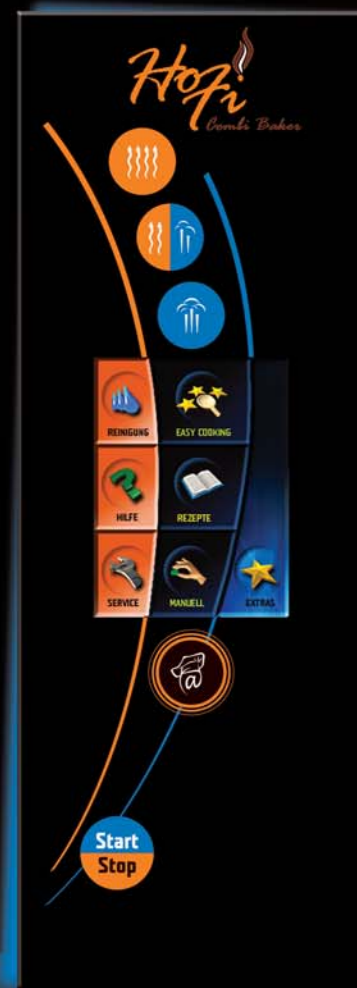 HoFi
Combi Baker
REINIGUNG
EASY COOKING
HILFE
REZEPTE
SERVICE
MANUELL
EXTRAS
@
Start
Stop